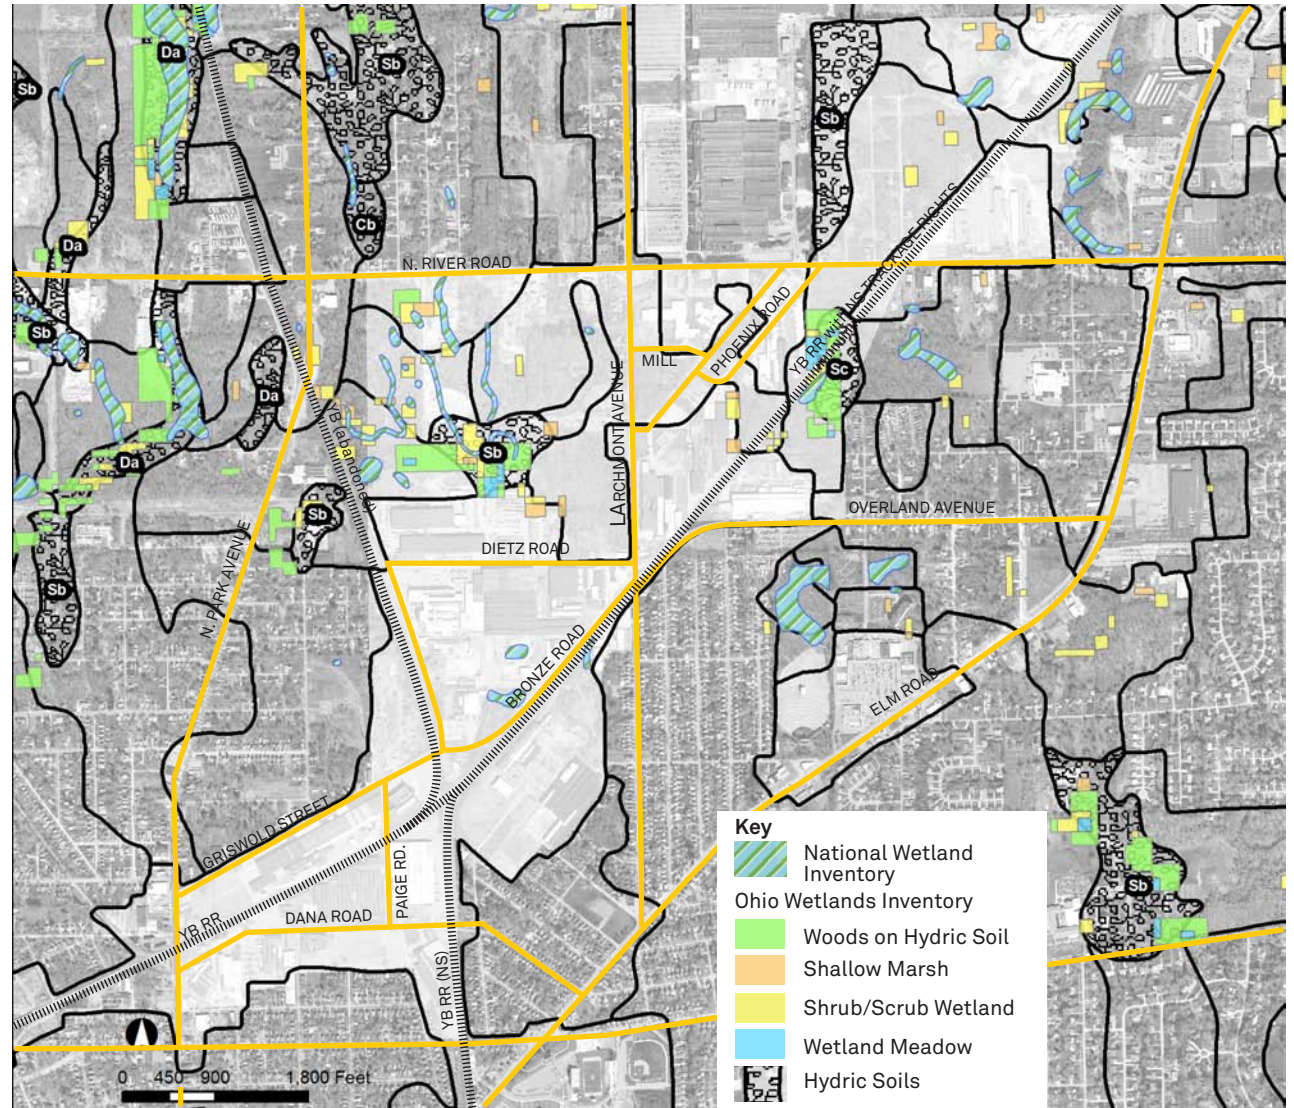 Da
Sb
Sb
Sb
Cb
Da
N. RIVER ROAD
YB RR with NS TRACKAGE RIGHTS
PHOENIX ROAD
MILL
LARCHMONT AVENUE
Sb
Sc
Da
YB (abandoned)
Sb
Da
Sb
OVERLAND AVENUE
DIETZ ROAD
N. PARK AVENUE
Sb
BRONZE ROAD
ELM ROAD
GRISWOLD STREET
PAIGE RD.
DANA ROAD
YB RR
YB RR (NS)
Sb
Key
National Wetland
Inventory
Ohio Wetlands Inventory
Woods on Hydric Soil
Shallow Marsh
Shrub/Scrub Wetland
Wetland Meadow
Hydric Soils
0 450 900 1,800 Feet